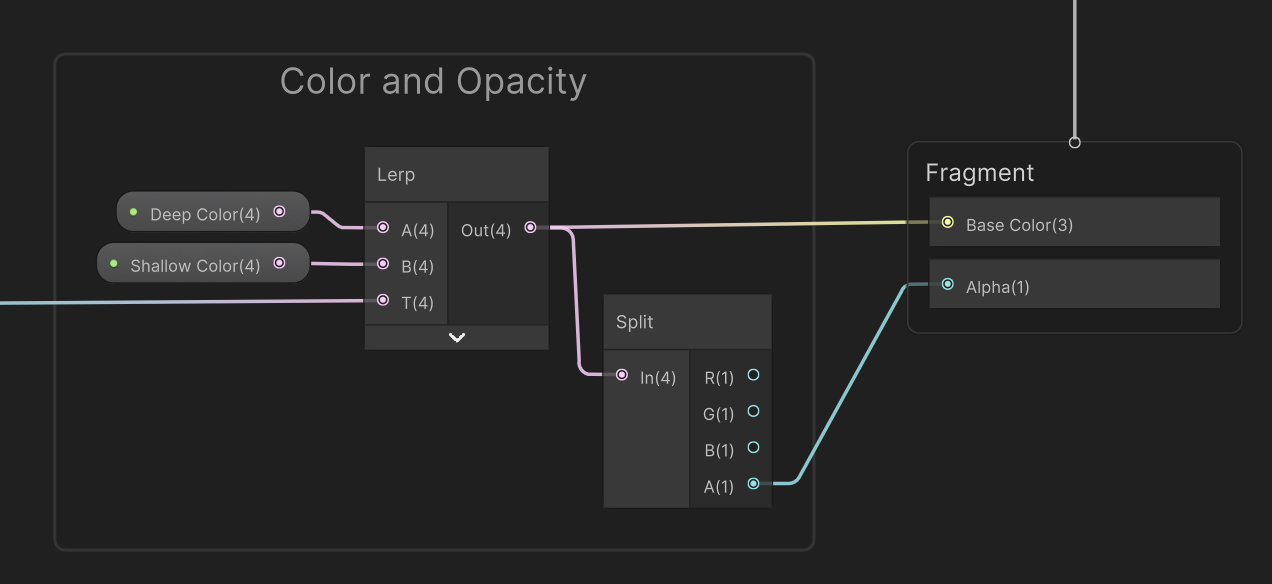 Color and Opacity
Fragment
Lerp
Deep Color(4)
Shallow Color(4)
A(4)
B(4)
T(4)
Out(4)
Base Color(3)
Alpha(1)
Split
In(4)
R(1)
G(1)
B(1)
A(1)